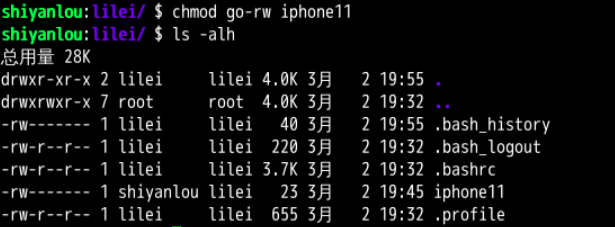 shiyanlou:lilei/ $ chmod go-rw iphone11
shiyanlou:lilei/ $ ls -alh
总用量 28K
drwxr-xr-x 2 lilei     lilei 4.0K 3月   2 19:55 .
drwxrwxr-x 7 root      root  4.0K 3月   2 19:32 ..
-rw------- 1 lilei     lilei   40 3月   2 19:55 .bash_history
-rw-r--r-- 1 lilei     lilei  220 3月   2 19:32 .bash_logout
-rw-r--r-- 1 lilei     lilei 3.7K 3月   2 19:32 .bashrc
-rw------- 1 shiyanlou lilei   23 3月   2 19:45 iphone11
-rw-r--r-- 1 lilei     lilei  655 3月   2 19:32 .profile